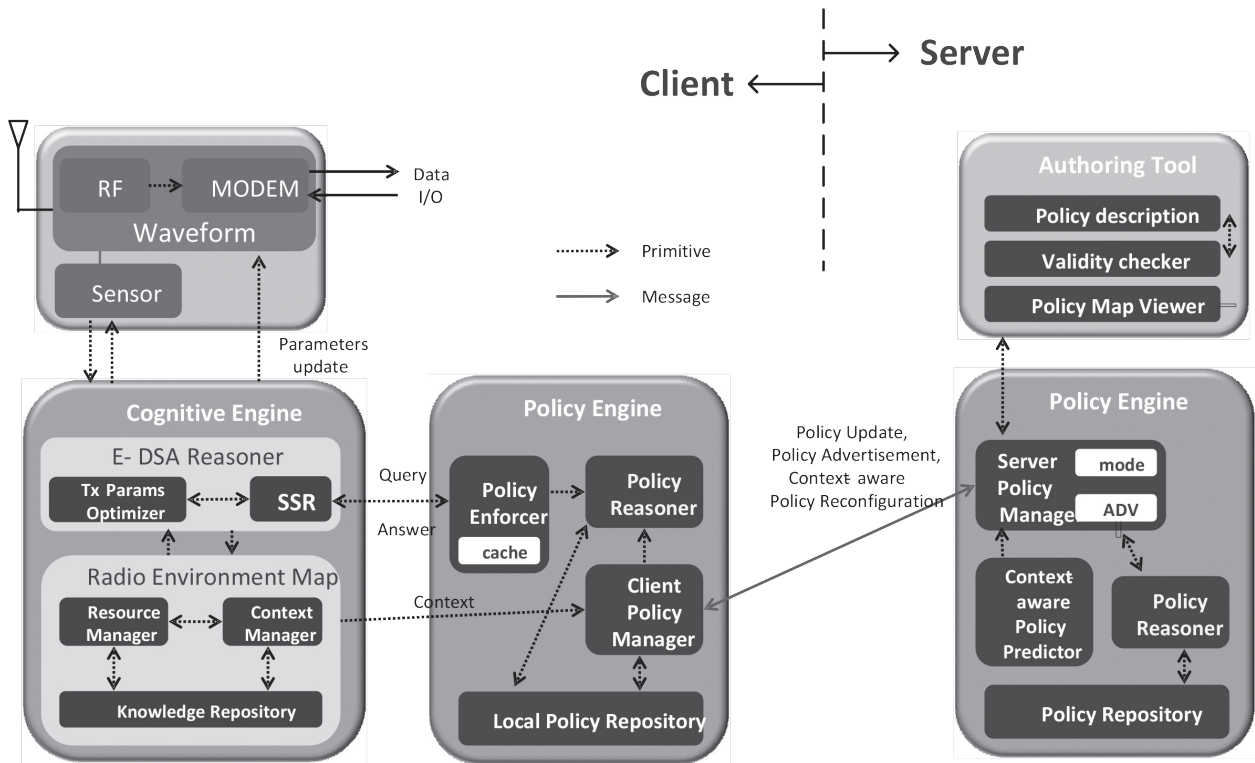 Client
Server
RF
MODEM
Waveform
Sensor
Data
I/O
Primitive
Message
Parameters
update
Authoring Tool
Policy description
Validity checker
Policy Map Viewer
Cognitive Engine
E- DSA Reasoner
Tx Params
Optimizer
SSR
Radio Environment Map
Resource
Manager
Context
Manager
Knowledge Repository
Query
Answer
Context
Policy Engine
Policy
Enforcer
cache
Policy
Reasoner
Client
Policy
Manager
Local Policy Repository
Policy Update,
Policy Advertisement,
Context- aware
Policy Reconfiguration
Policy Engine
Server
Policy
Manager
mode
ADV
Context-
aware
Policy
Predictor
Policy
Reasoner
Policy Repository